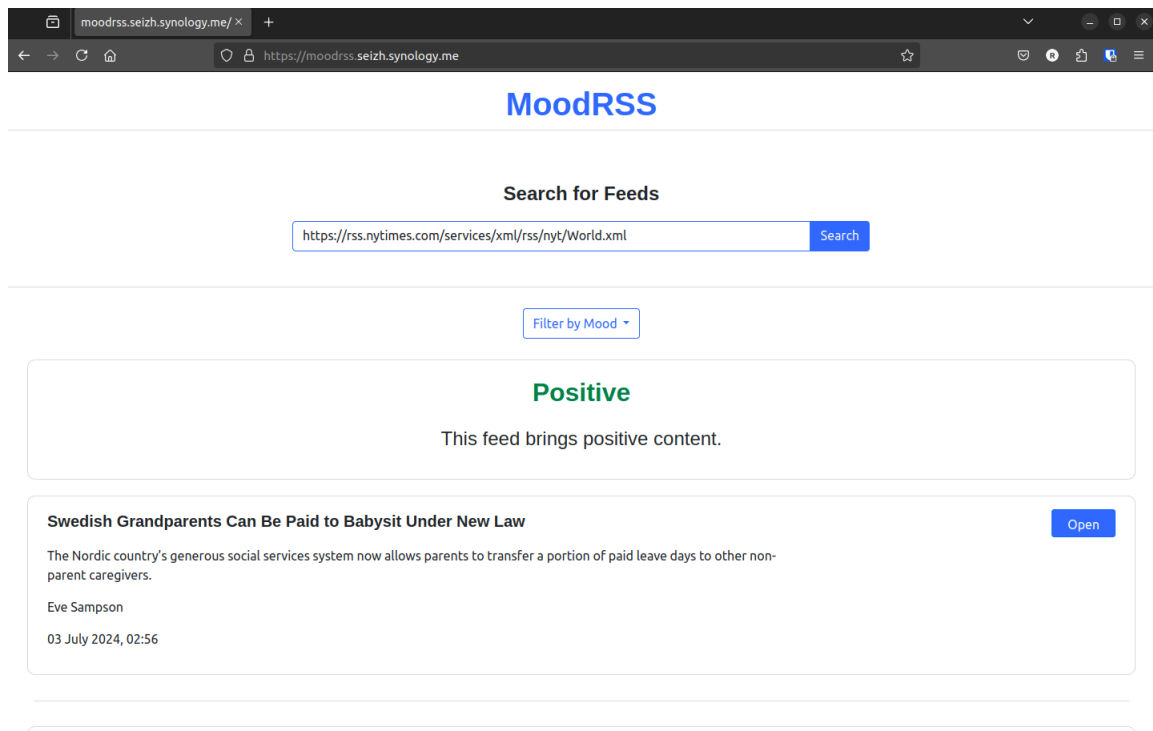 moodrss.seizh.synology.me/
https://moodrss.seizh.synology.me
MoodRSS
Search for Feeds
https://rss.nytimes.com/services/xml/rss/nyt/World.xml Search
Filter by Mood
Positive
This feed brings positive content.
Swedish Grandparents Can Be Paid to Babysit Under New Law Open
The Nordic country's generous social services system now allows parents to transfer a portion of paid leave days to other non-
parent caregivers.
Eve Sampson
03 July 2024, 02:56